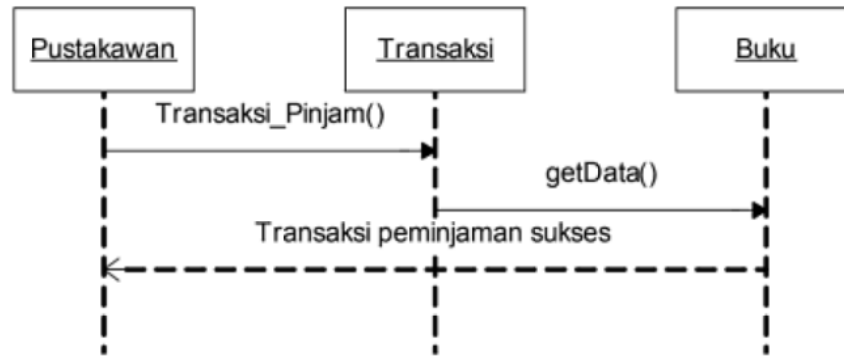 Pustakawan
Transaksi
Buku
Transaksi_Pinjam()
getData()
Transaksi peminjaman sukses